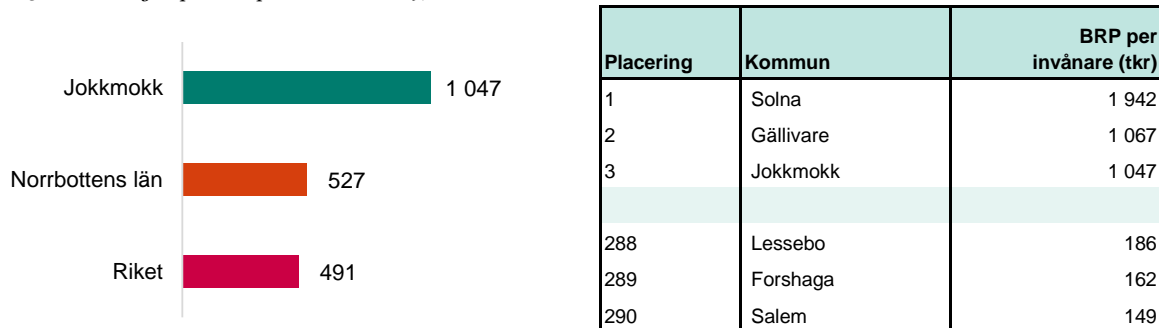 Jokkmokk 1 047
Norrbottens län 527
Riket 491
BRP per
Placering Kommun invånare (tkr)
1 Solna 1 942
2 Gällivare 1 067
3 Jokkmokk 1 047
288 Lessebo 186
289 Forshaga 162
290 Salem 149